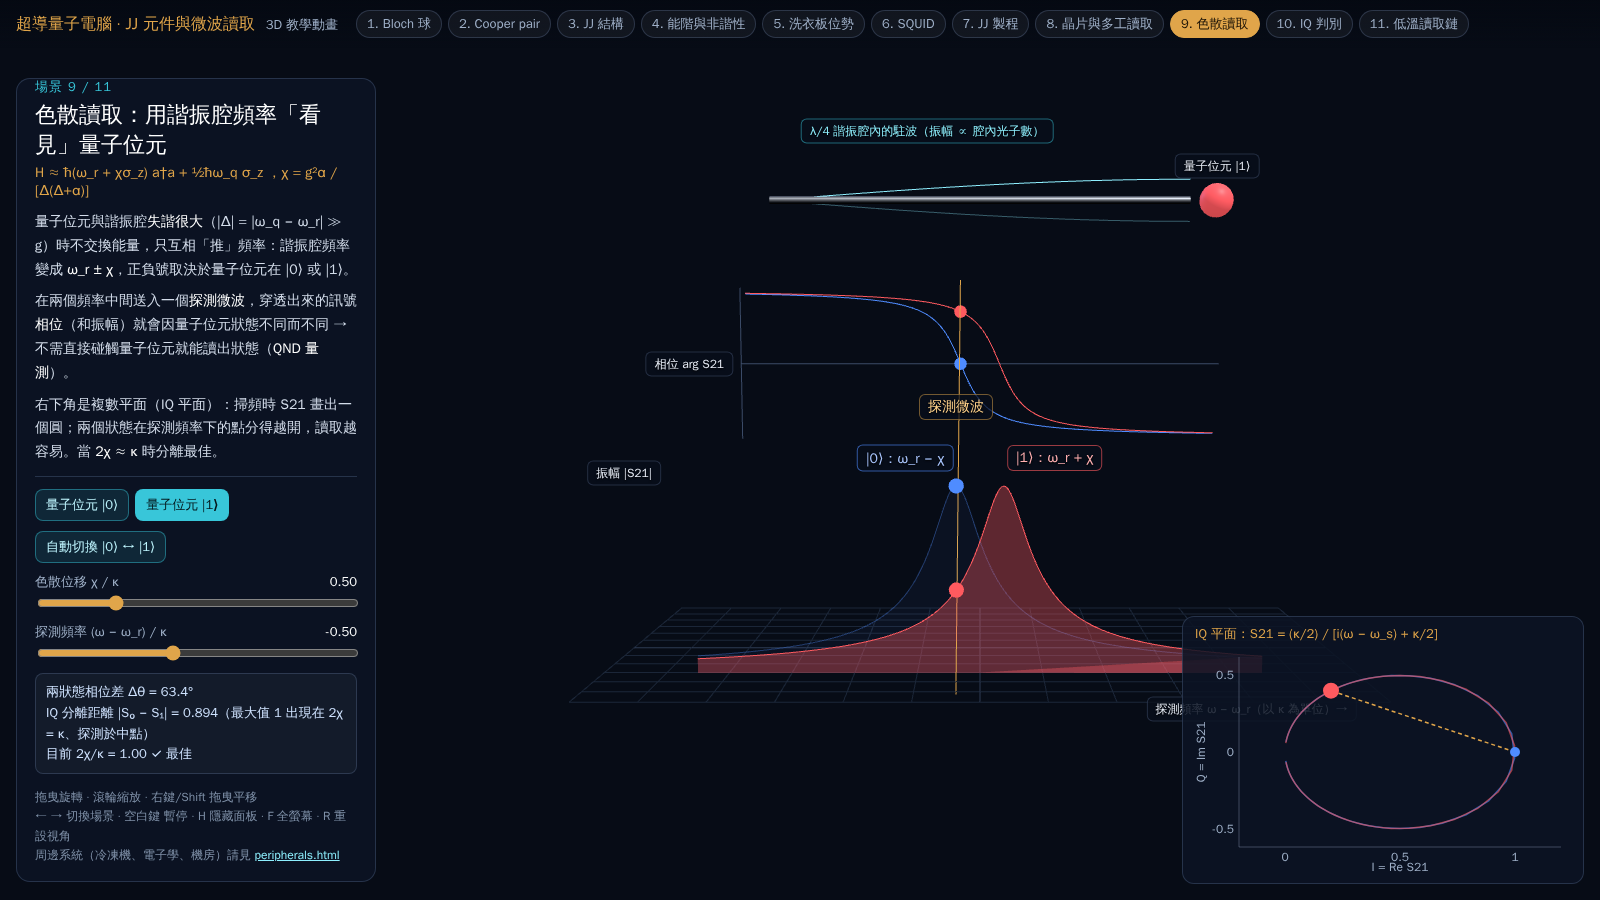 超導量子電腦 · JJ 元件與微波讀取
3D 教學動畫
1. Bloch 球
2. Cooper pair
3. JJ 結構
4. 能階與非諧性
5. 洗衣板位勢
6. SQUID
7. JJ 製程
8. 晶片與多工讀取
9. 色散讀取
10. IQ 判別
11. 低溫讀取鏈
場景 9 / 11
色散讀取：用諧振腔頻率「看
見」量子位元
H ≈ ħ(ω_r + χσ_z) a†a + ½ħω_q σ_z ，χ = g²α /
[Δ(Δ+α)]
量子位元與諧振腔失諧很大（|Δ| = |ω_q − ω_r| ≫
g）時不交換能量，只互相「推」頻率：諧振腔頻率
變成 ω_r ± χ，正負號取決於量子位元在 |0⟩ 或 |1⟩。
在兩個頻率中間送入一個探測微波，穿透出來的訊號
相位（和振幅）就會因量子位元狀態不同而不同 →
不需直接碰觸量子位元就能讀出狀態（QND 量
測）。
右下角是複數平面（IQ 平面）：掃頻時 S21 畫出一
個圓；兩個狀態在探測頻率下的點分得越開，讀取越
容易。當 2χ ≈ κ 時分離最佳。
量子位元 |0⟩
量子位元 |1⟩
自動切換 |0⟩ ↔ |1⟩
色散位移 χ / κ
0.50
探測頻率 (ω − ω_r) / κ
-0.50
兩狀態相位差 Δθ = 63.4°
IQ 分離距離 |S₀ − S₁| = 0.894（最大值 1 出現在 2χ
= κ、探測於中點）
目前 2χ/κ = 1.00 ✓ 最佳
拖曳旋轉 · 滾輪縮放 · 右鍵/Shift 拖曳平移
← → 切換場景 · 空白鍵 暫停 · H 隱藏面板 · F 全螢幕 · R 重
設視角
周邊系統（冷凍機、電子學、機房）請見 peripherals.html
λ/4 諧振腔內的駐波（振幅 ∝ 腔內光子數）
量子位元 |1⟩
相位 arg S21
探測微波
|0⟩：ω_r − χ
|1⟩：ω_r + χ
振幅 |S21|
探測頻率 ω − ω_r（以 κ 為單位）→
IQ 平面：S21 = (κ/2) / [i(ω − ω_s) + κ/2]
0.5
0
-0.5
Q = Im S21
0
0.5
1
I = Re S21